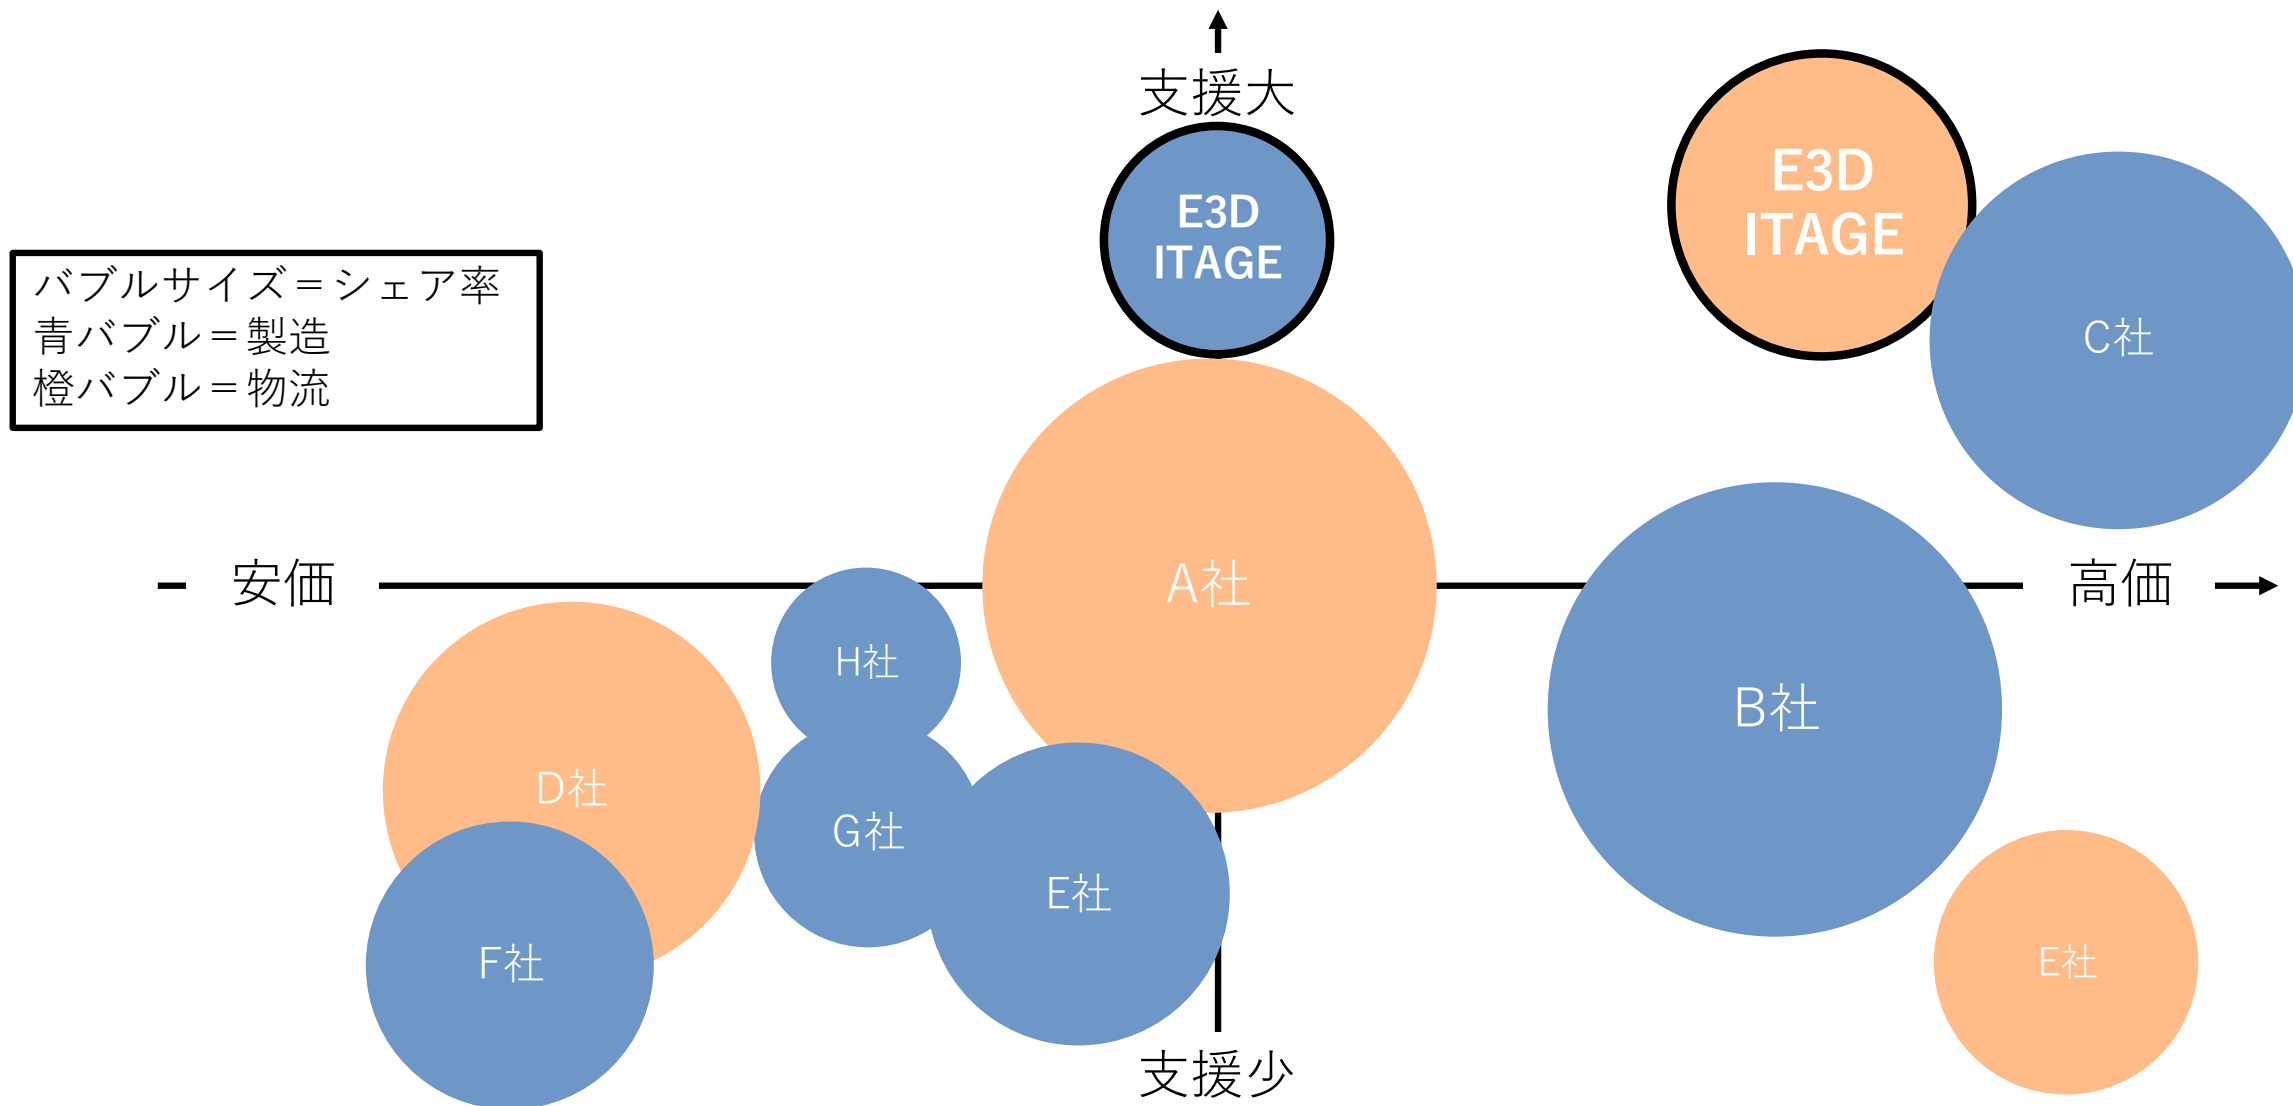 支援大
E3D
ITAGE
E3D
ITAGE
バブルサイズ＝シェア率
青バブル＝製造
橙バブル＝物流
C社
安価
A社
高価
H社
B社
D社
G社
E社
F社
E社
支援少